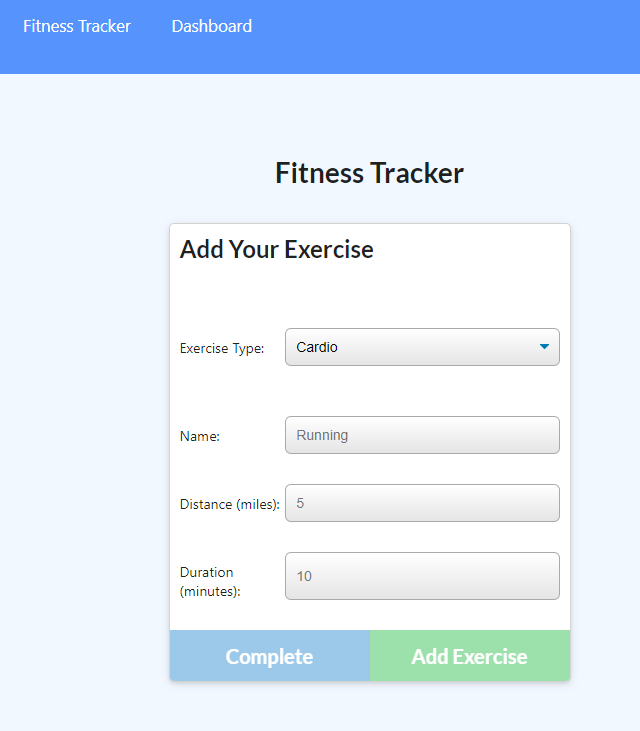 Fitness Tracker Dashboard
Fitness Tracker
Add Your Exercise
Exercise Type: Cardio
Name: Running
Distance (miles): 5
Duration
(minutes): 10
Complete Add Exercise